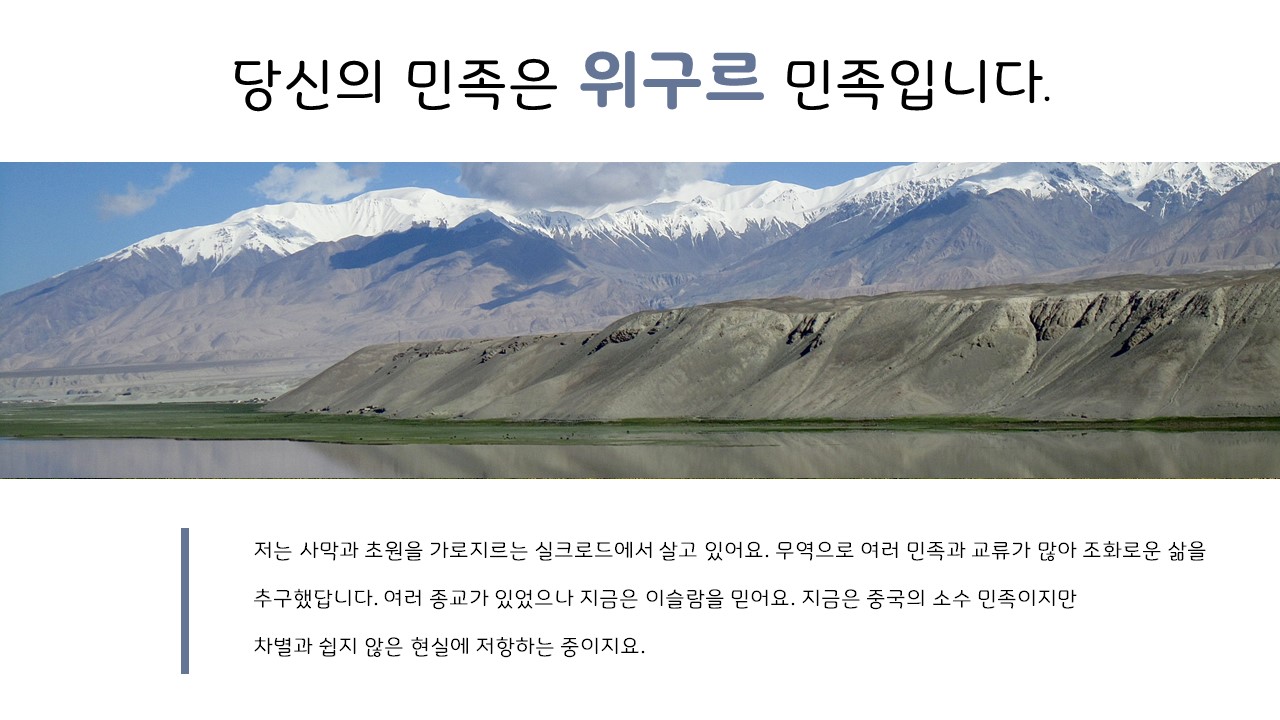 당신의 민족은 위구르 민족입니다.
저는 사막과 초원을 가로지르는 실크로드에서 살고 있어요. 무역으로 여러 민족과 교류가 많아 조화로운 삶을
추구했답니다. 여러 종교가 있었으나 지금은 이슬람을 믿어요. 지금은 중국의 소수 민족이지만
차별과 쉽지 않은 현실에 저항하는 중이지요.